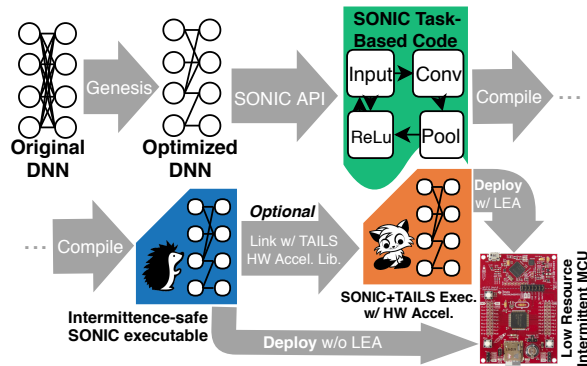 SONIC Task-
Based Code
Genesis
SONIC API
Input
Conv
ReLu
Pool
Compile
...
Original
DNN
Optimized
DNN
...
Compile
Optional
Link w/ TAILS
HW Accel. Lib.
Deploy
w/ LEA
Intermittence-safe
SONIC executable
SONIC+TAILS Exec.
w/ HW Accel.
Deploy w/o LEA
Low Resource
Intermittent MCU